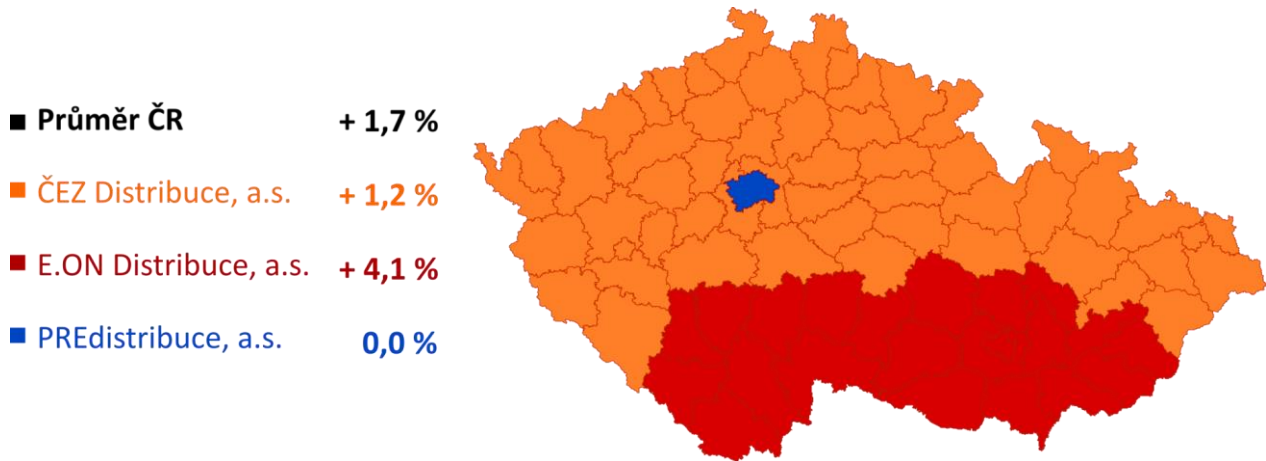 Průměr ČR + 1,7 %
ČEZ Distribuce, a.s. + 1,2 %
E.ON Distribuce, a.s. + 4,1 %
PREdistribuce, a.s. 0,0 %